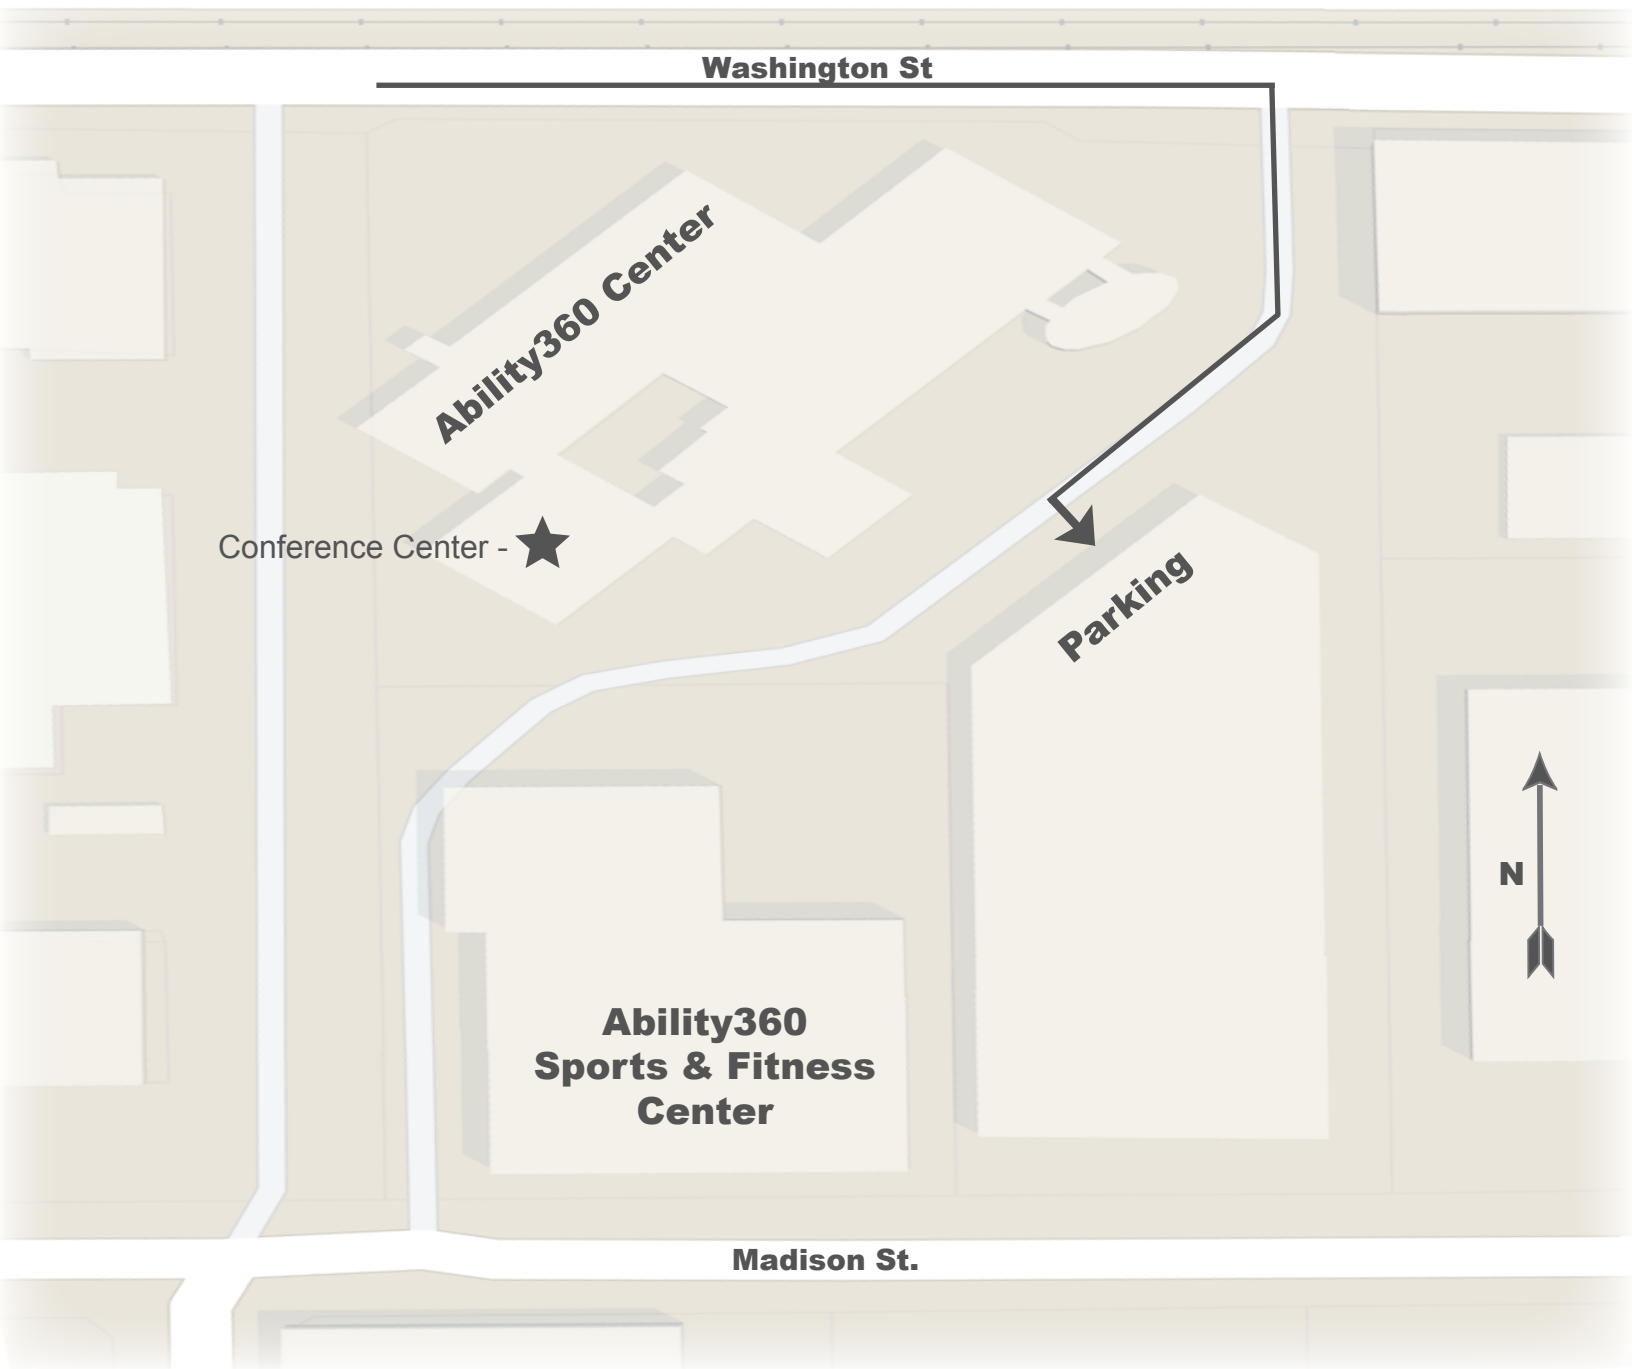 Washington St
Ability360 Center
Conference Center -
Parking
N
Ability360
Sports & Fitness
Center
Madison St.